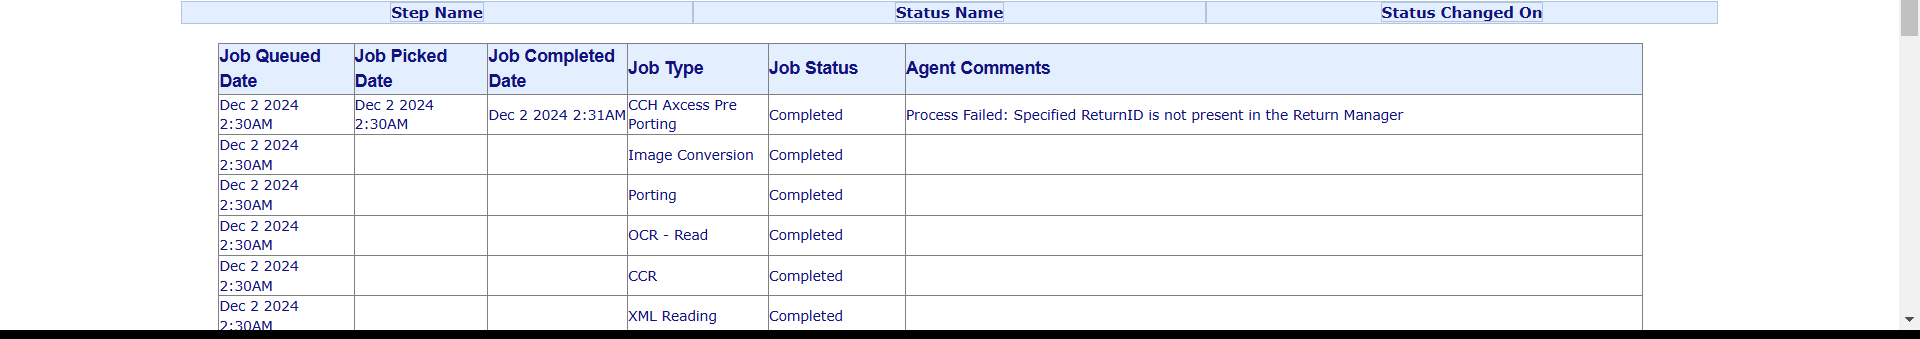 Step Name Status Name Status Changed On
Job Queued Date Job Picked Date Job Completed Date Job Type Job Status Agent Comments
Dec 2 2024 2:30AM Dec 2 2024 2:30AM Dec 2 2024 2:31AM CCH Axcess Pre Porting Completed Process Failed: Specified ReturnID is not present in the Return Manager
Dec 2 2024 2:30AM Image Conversion Completed
Dec 2 2024 2:30AM Porting Completed
Dec 2 2024 2:30AM OCR - Read Completed
Dec 2 2024 2:30AM CCR Completed
Dec 2 2024 2:30AM XML Reading Completed